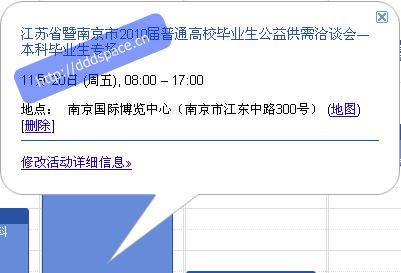 江苏省暨南京市2010届普通高校毕业生公益供需洽谈会—
本科毕业生专场
http://dddspace.cn
11月 20日 (周五), 08:00 – 17:00
地点： 南京国际博览中心（南京市江东中路300号） (地图)
[删除]
修改活动详细信息»
科